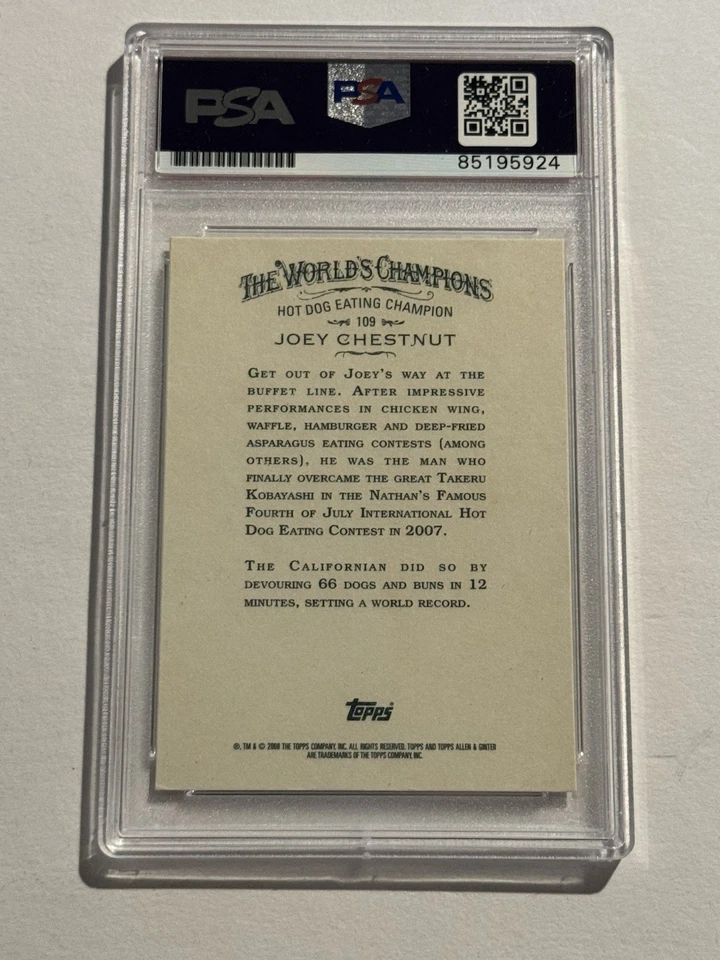 PSA
PSA
85195924
THE WORLD'S CHAMPIONS
HOT DOG EATING CHAMPION
109
JOEY CHESTNUT
GET OUT OF JOEY'S WAY AT THE
BUFFET LINE. AFTER IMPRESSIVE
PERFORMANCES IN CHICKEN WING,
WAFFLE, HAMBURGER AND DEEP-FRIED
ASPARAGUS EATING CONTESTS (AMONG
OTHERS), HE WAS THE MAN WHO
FINALLY OVERCAME THE GREAT TAKERU
KOBAYASHI IN THE NATHAN'S FAMOUS
FOURTH OF JULY INTERNATIONAL HOT
DOG EATING CONTEST IN 2007.
THE CALIFORNIAN DID SO BY
DEVOURING 66 DOGS AND BUNS IN 12
MINUTES, SETTING A WORLD RECORD.
topps
®, TM & © 2008 THE TOPPS COMPANY, INC. ALL RIGHTS RESERVED. TOPPS AND TOPPS ALLEN & GINTER
ARE TRADEMARKS OF THE TOPPS COMPANY, INC.